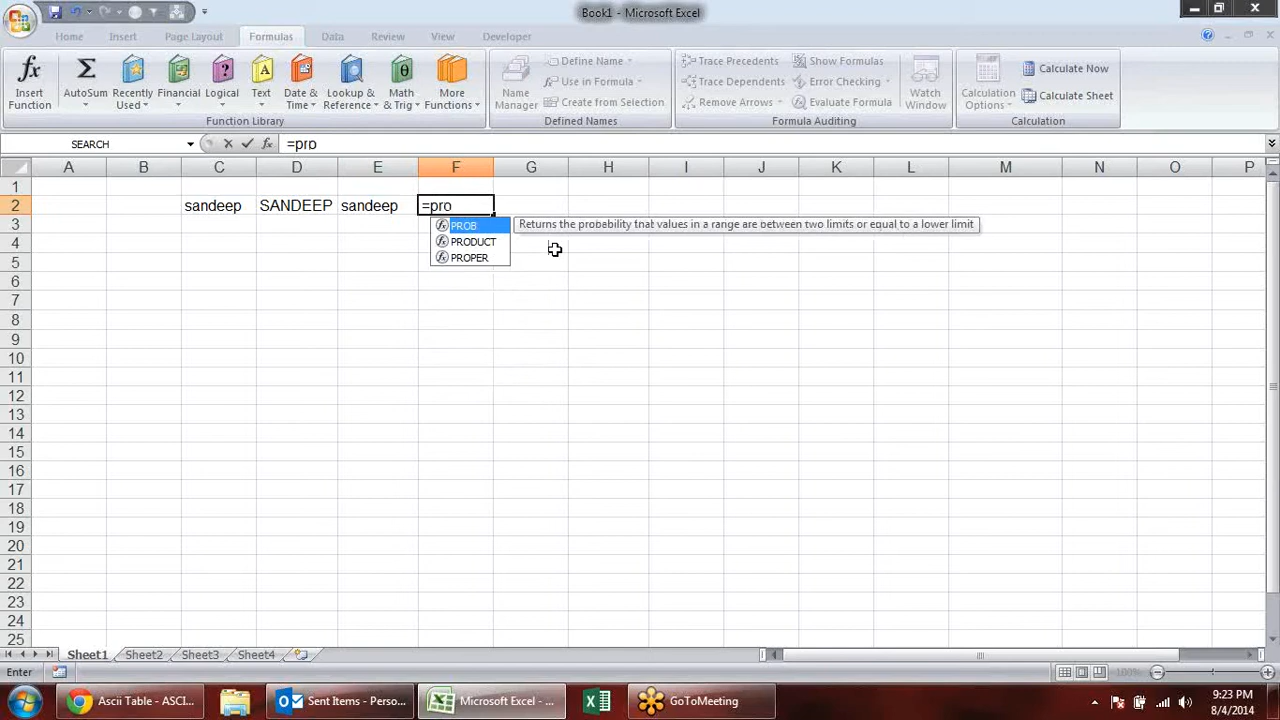 Book1 - Microsoft Excel
Home Insert Page Layout Formulas Data Review View Developer
fx Insert Function
Σ AutoSum
Recently Used
Financial
Logical
Text
Date & Time
Lookup & Reference
Math & Trig
More Functions
Function Library
Name Manager
Define Name
Use in Formula
Create from Selection
Defined Names
Trace Precedents
Trace Dependents
Remove Arrows
Show Formulas
Error Checking
Evaluate Formula
Formula Auditing
Watch Window
Calculation Options
Calculate Now
Calculate Sheet
Calculation
SEARCH fx =pro
A B C D E F G H I J K L M N O P
1
2 sandeep SANDEEP sandeep =pro
3 PROB Returns the probability that values in a range are between two limits or equal to a lower limit
4 PRODUCT
5 PROPER
6
7
8
9
10
11
12
13
14
15
16
17
18
19
20
21
22
23
24
25
Sheet1 Sheet2 Sheet3 Sheet4
Enter 100%
Ascii Table - ASCI... Sent Items - Perso... Microsoft Excel - ... GoToMeeting
9:23 PM
8/4/2014